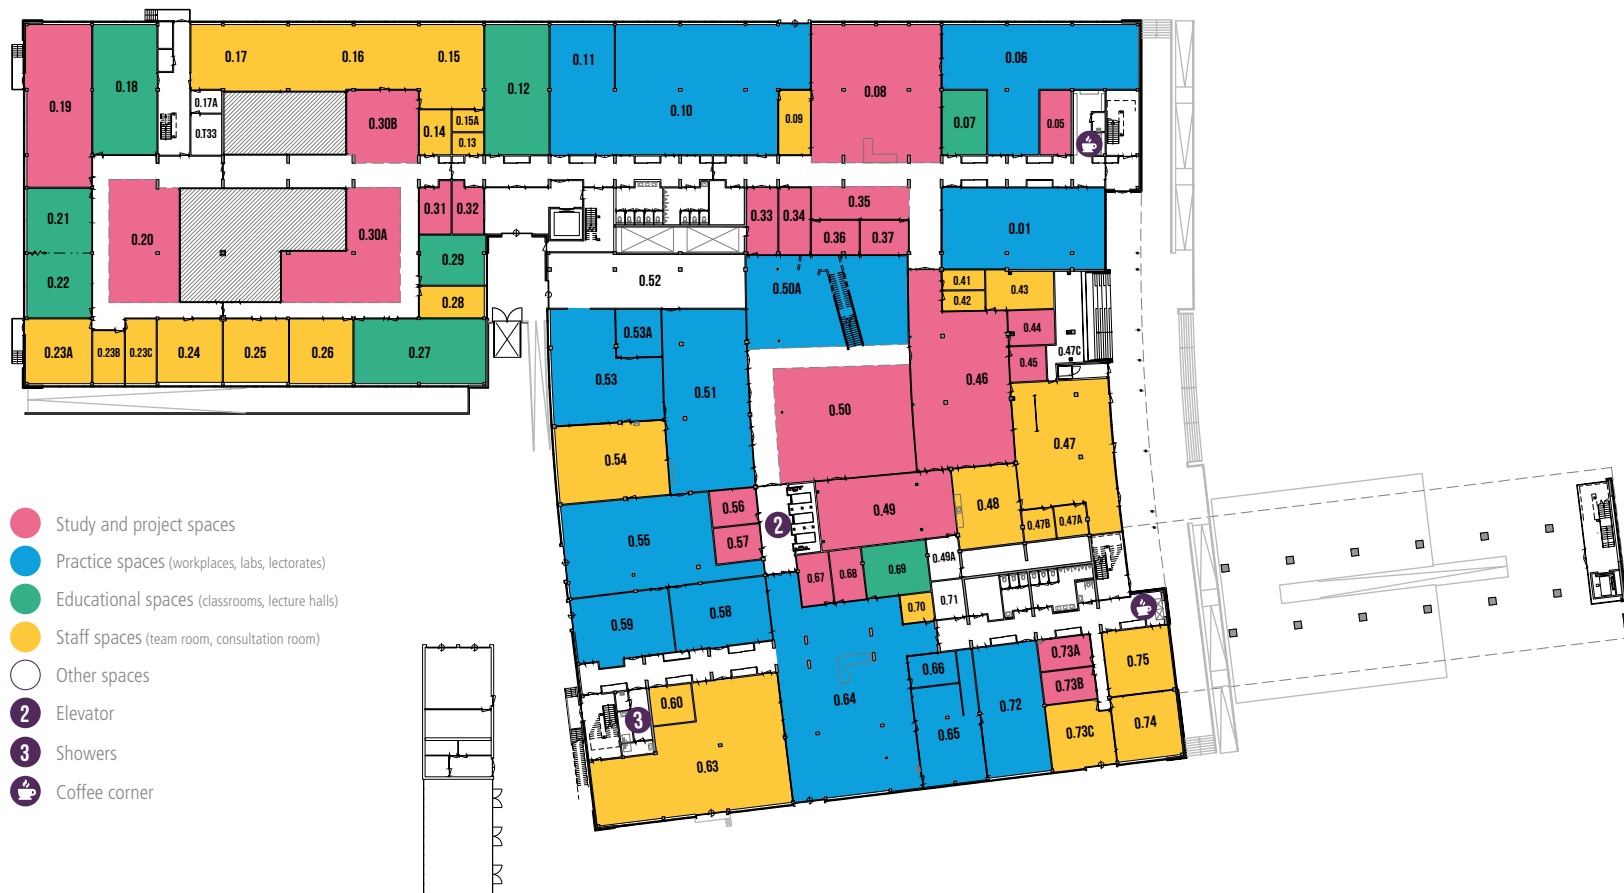 0.17
0.16
0.15
0.11
0.06
0.18
0.12
0.08
0.19
0.17A
0.10
0.30B
0.14
0.15A
0.09
0.07
0.05
0.T33
0.13
0.21
0.31
0.32
0.33
0.34
0.35
0.01
0.20
0.30A
0.36
0.37
0.29
0.22
0.52
0.50A
0.41
0.43
0.28
0.42
0.53A
0.44
0.23A
0.23B
0.23C
0.24
0.25
0.26
0.27
0.47C
0.45
0.53
0.51
0.46
0.50
0.47
0.54
0.48
0.56
0.49
Study and project spaces
2
0.47B
0.47A
0.55
0.57
Practice spaces (workplaces, labs, lectorates)
0.49A
0.67
0.68
0.69
Educational spaces (classrooms, lecture halls)
0.71
0.58
0.70
0.59
Staff spaces (team room, consultation room)
0.73A
0.75
0.66
Other spaces
0.73B
0.60
0.64
0.72
2 Elevator
3
0.74
0.65
0.73C
3 Showers
0.63
Coffee corner